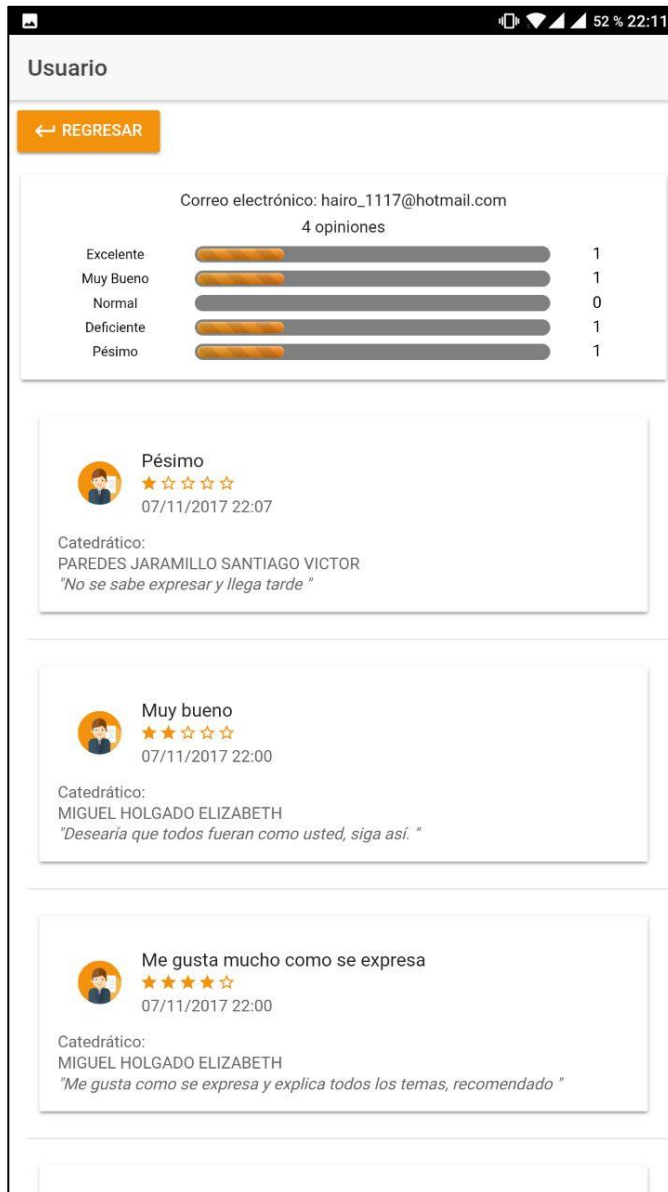 52 % 22:11
Usuario
REGRESAR
Correo electrónico: hairo_1117@hotmail.com
4 opiniones
Excelente 1
Muy Bueno 1
Normal 0
Deficiente 1
Pésimo 1
Pésimo
07/11/2017 22:07
Catedrático:
PAREDES JARAMILLO SANTIAGO VICTOR
"No se sabe expresar y llega tarde "
Muy bueno
07/11/2017 22:00
Catedrático:
MIGUEL HOLGADO ELIZABETH
"Desearía que todos fueran como usted, siga así. "
Me gusta mucho como se expresa
07/11/2017 22:00
Catedrático:
MIGUEL HOLGADO ELIZABETH
"Me gusta como se expresa y explica todos los temas, recomendado "